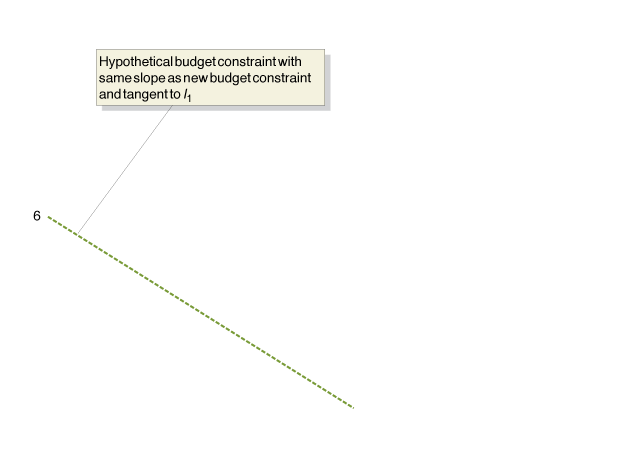 Hypothetical budget constraint with
same slope as new budget constraint
and tangent to I1
6